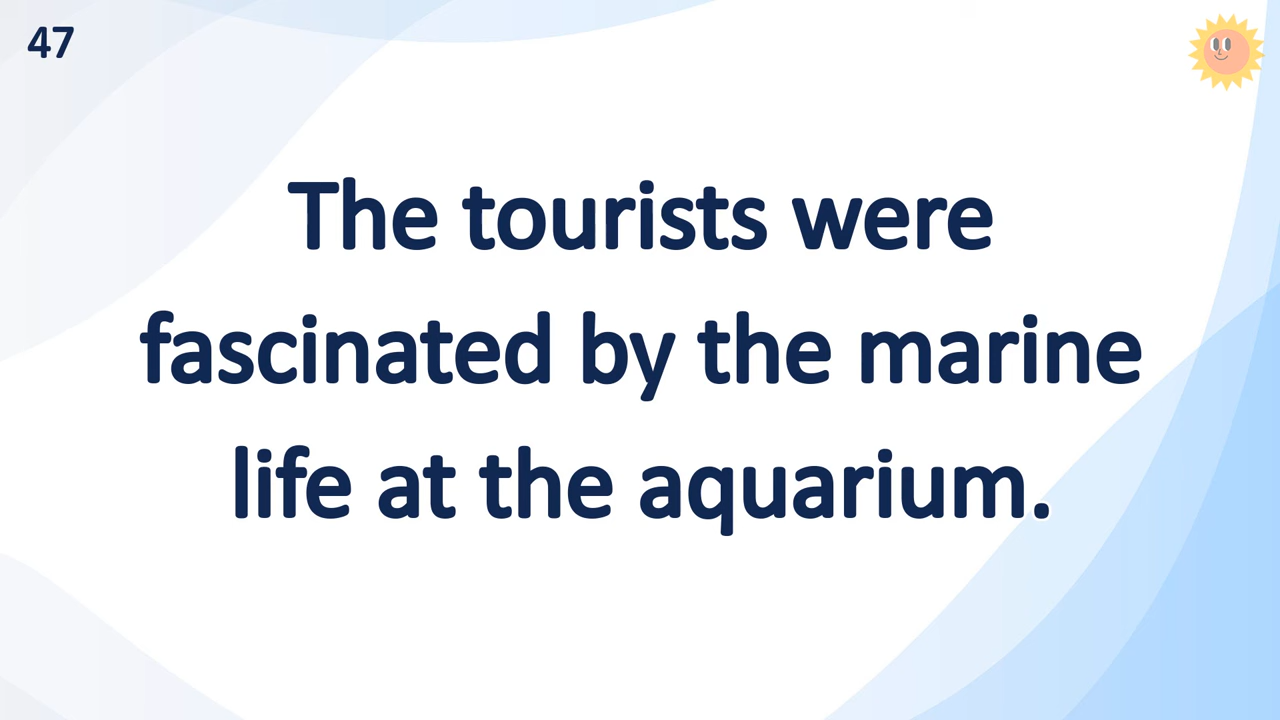 47
The tourists were
fascinated by the marine
life at the aquarium.